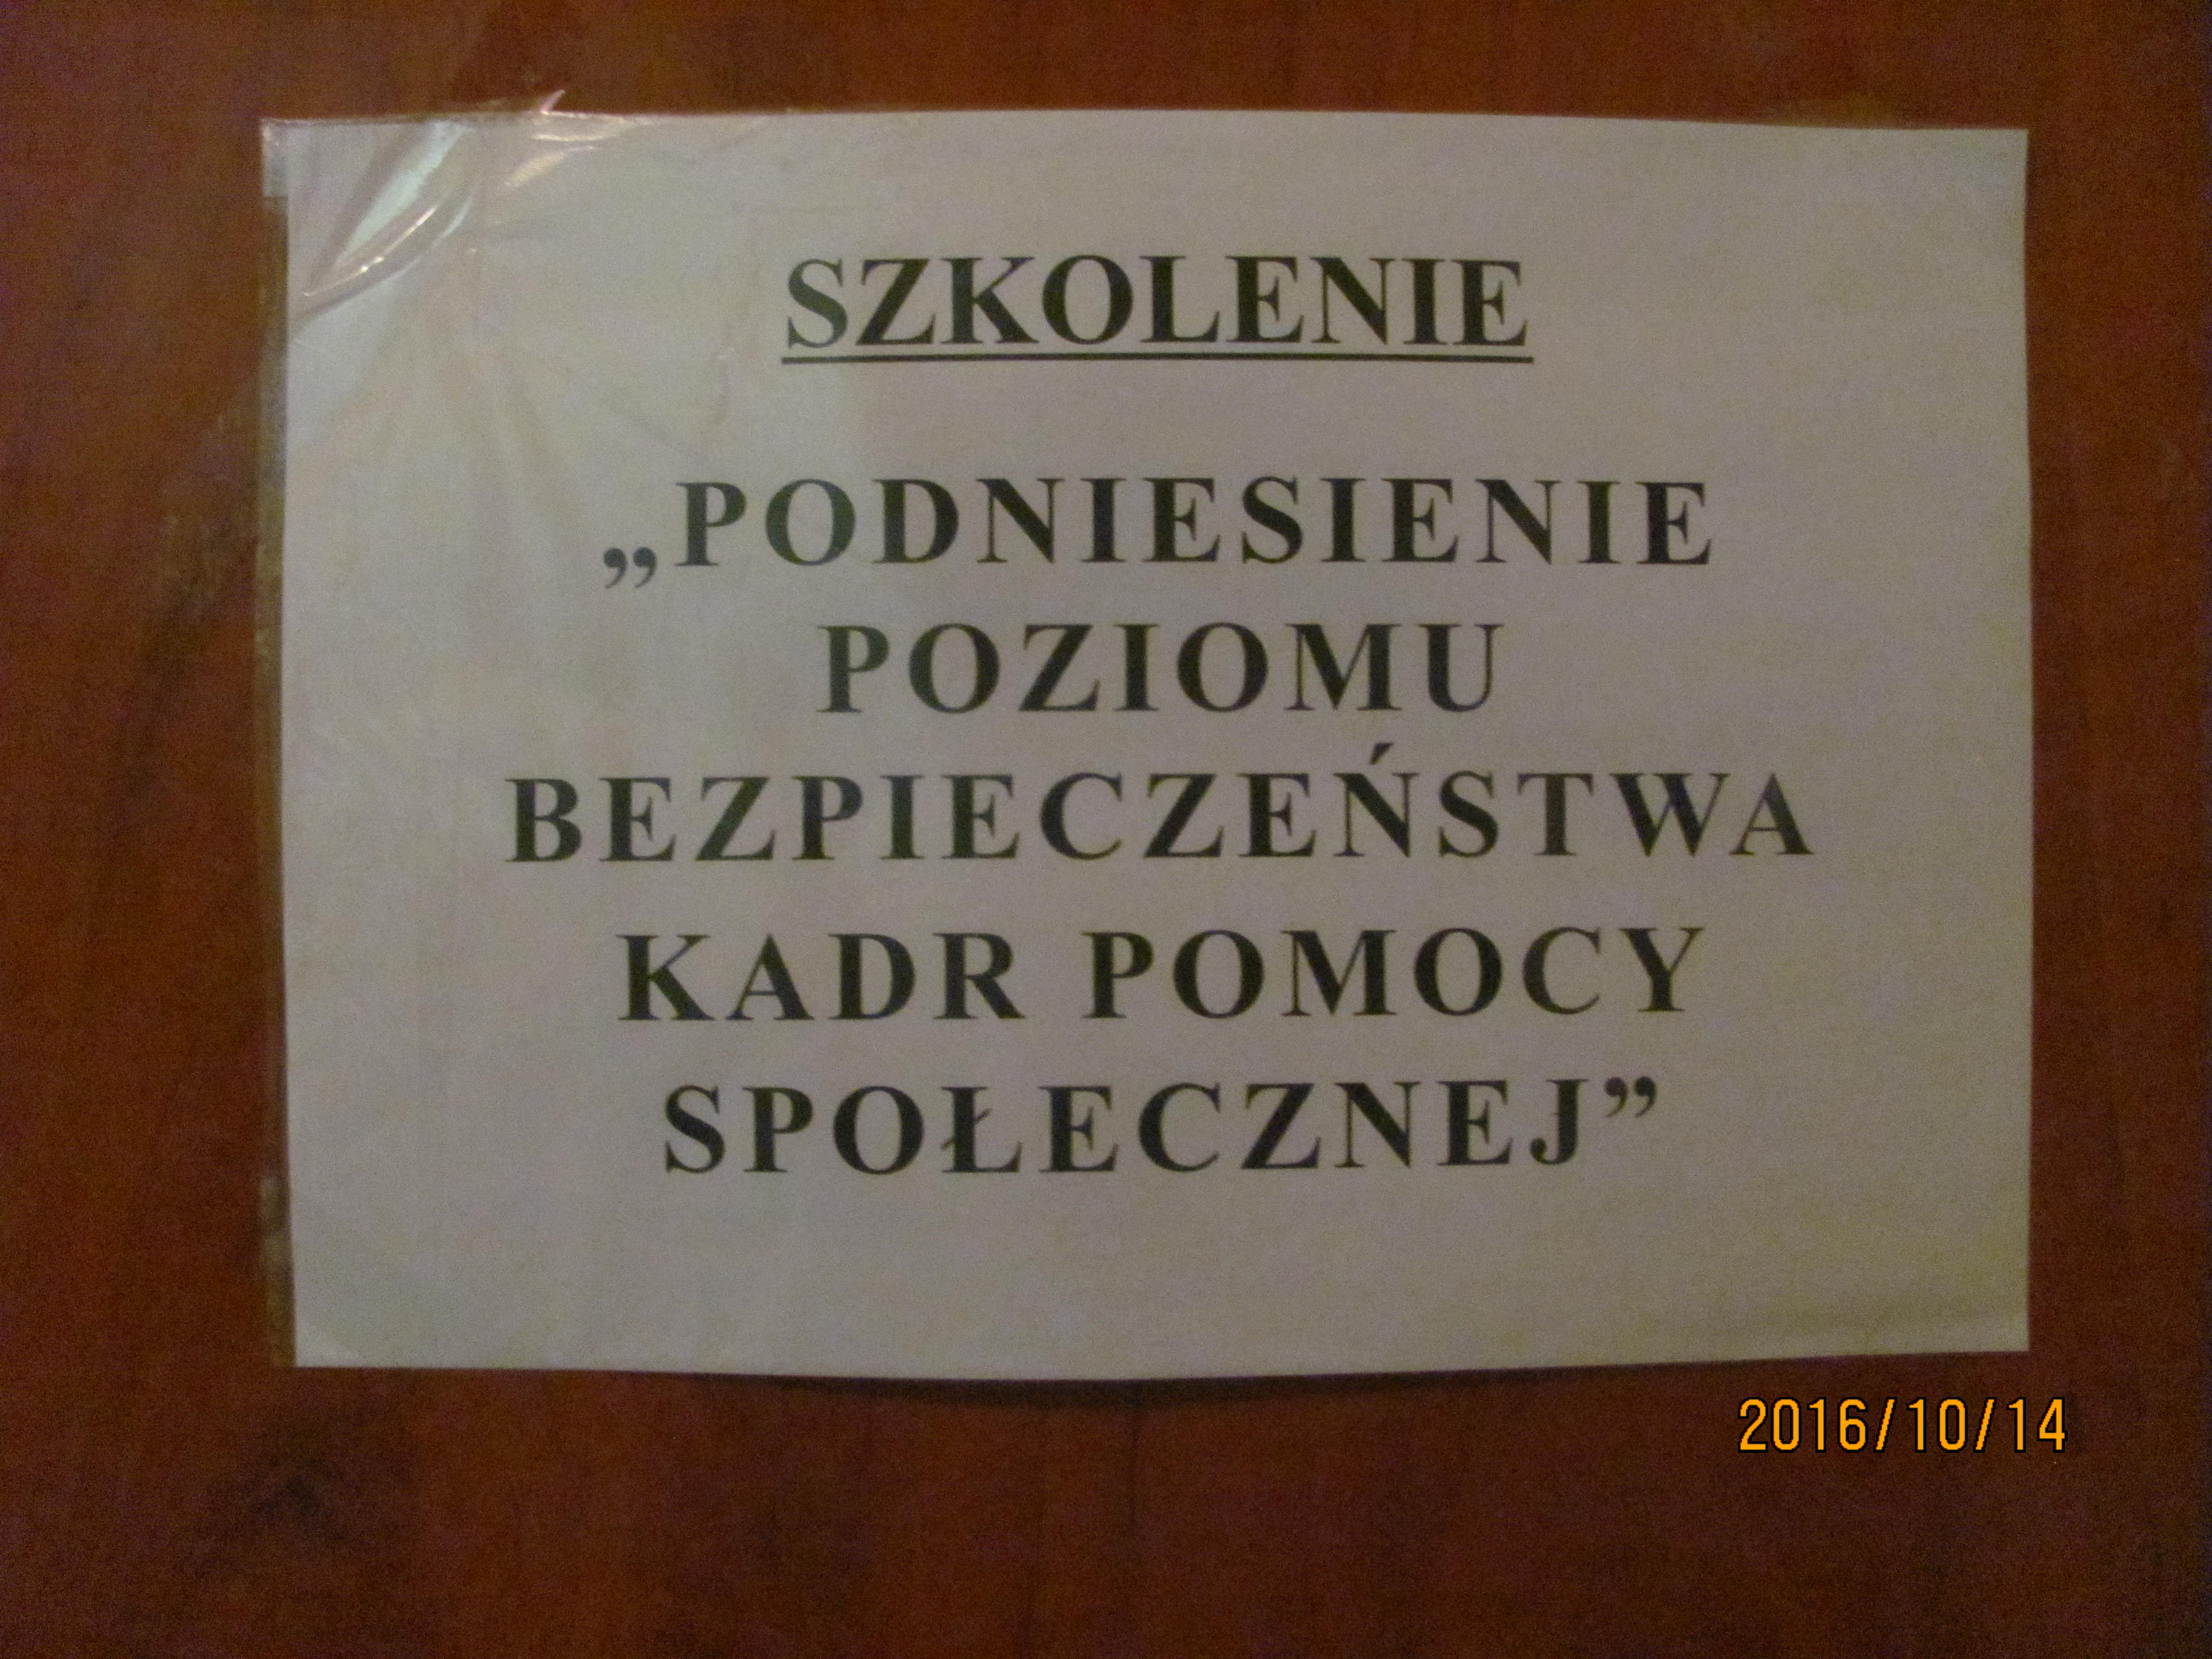 SZKOLENIE
„PODNIESIENIE
POZIOMU
BEZPIECZEŃSTWA
KADR POMOCY
SPOŁECZNEJ”
2016/10/14